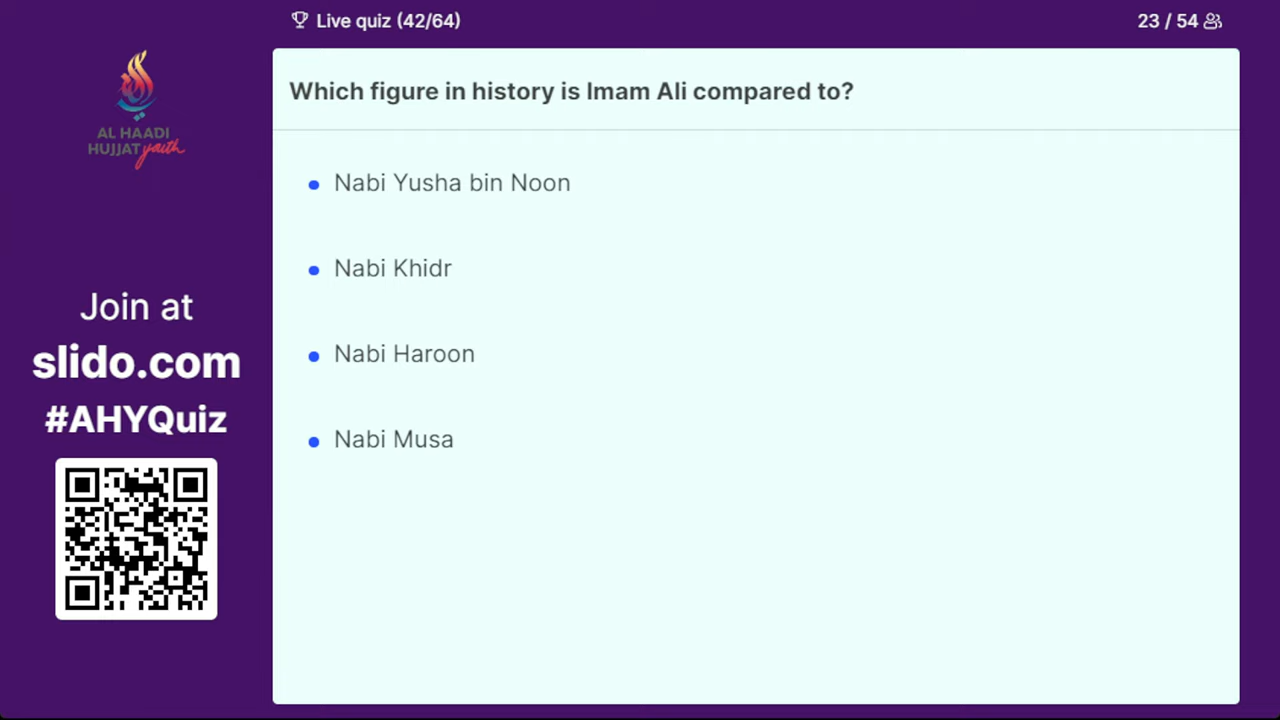 Live quiz (42/64)
23 / 54
AL HAADI
HUJJAT youth
Join at
slido.com
#AHYQuiz
Which figure in history is Imam Ali compared to?
Nabi Yusha bin Noon
Nabi Khidr
Nabi Haroon
Nabi Musa